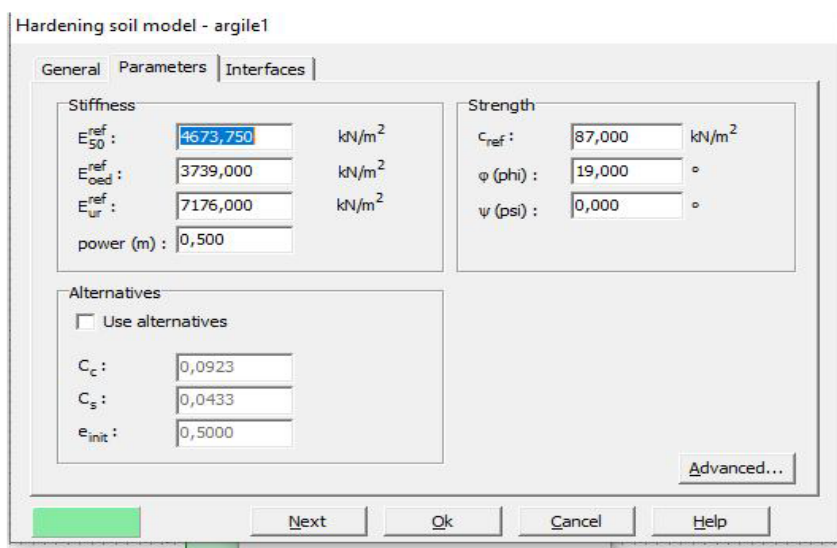 Hardening soil model - argile1
General Parameters Interfaces
Stiffness
E50ref : 4673,750 kN/m2
Eoedref : 3739,000 kN/m2
Eurref : 7176,000 kN/m2
power (m) : 0,500
Strength
cref : 87,000 kN/m2
φ (phi) : 19,000 °
ψ (psi) : 0,000 °
Alternatives
Use alternatives
Cc : 0,0923
Cs : 0,0433
einit : 0,5000
Advanced...
Next Ok Cancel Help